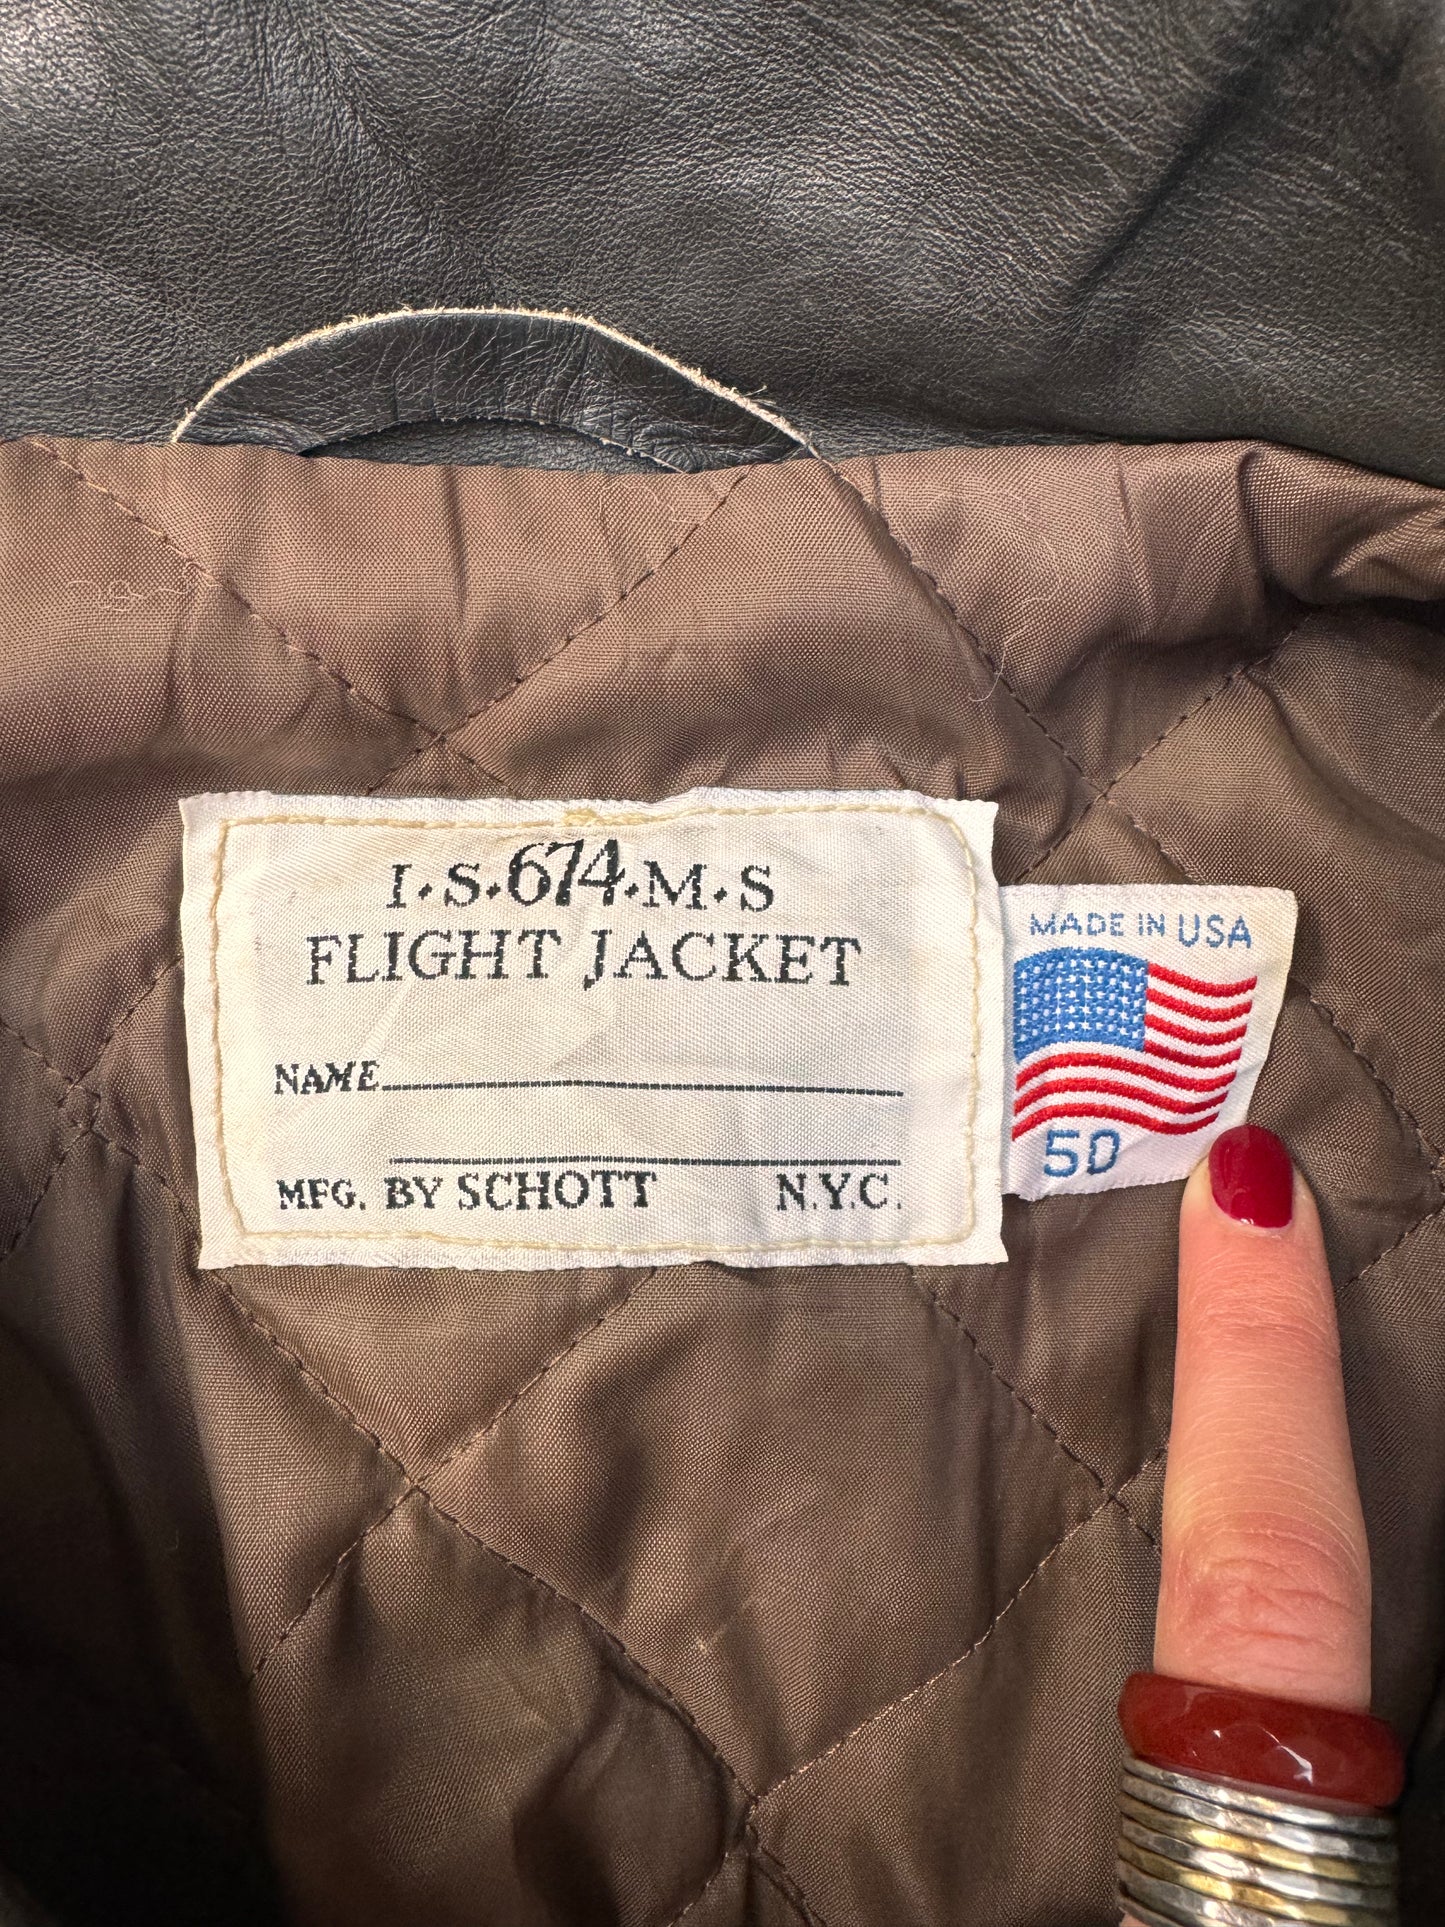 I.S.674.M.S
FLIGHT JACKET
NAME
MFG. BY SCHOTT N.Y.C.
MADE IN USA
50